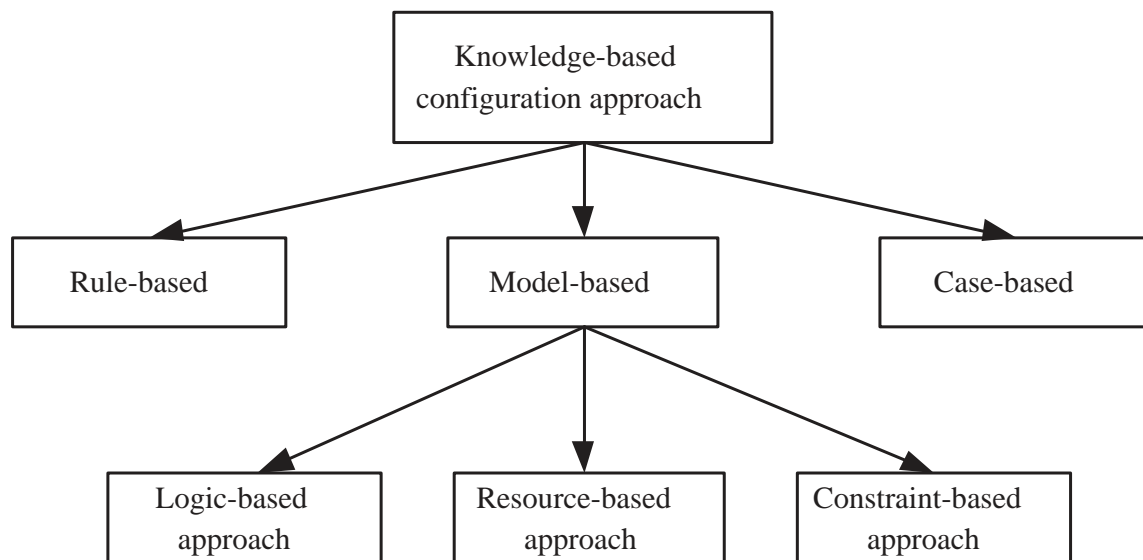 Knowledge-based
configuration approach
Rule-based
Model-based
Case-based
Logic-based
approach
Resource-based
approach
Constraint-based
approach